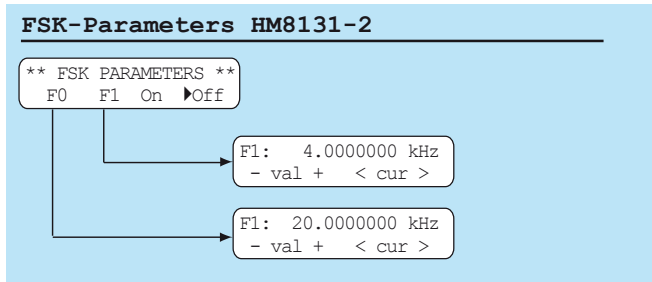 FSK-Parameters HM8131-2
** FSK PARAMETERS **
F0 F1 On ▶Off
F1: 4.0000000 kHz
- val + < cur >
F1: 20.0000000 kHz
- val + < cur >